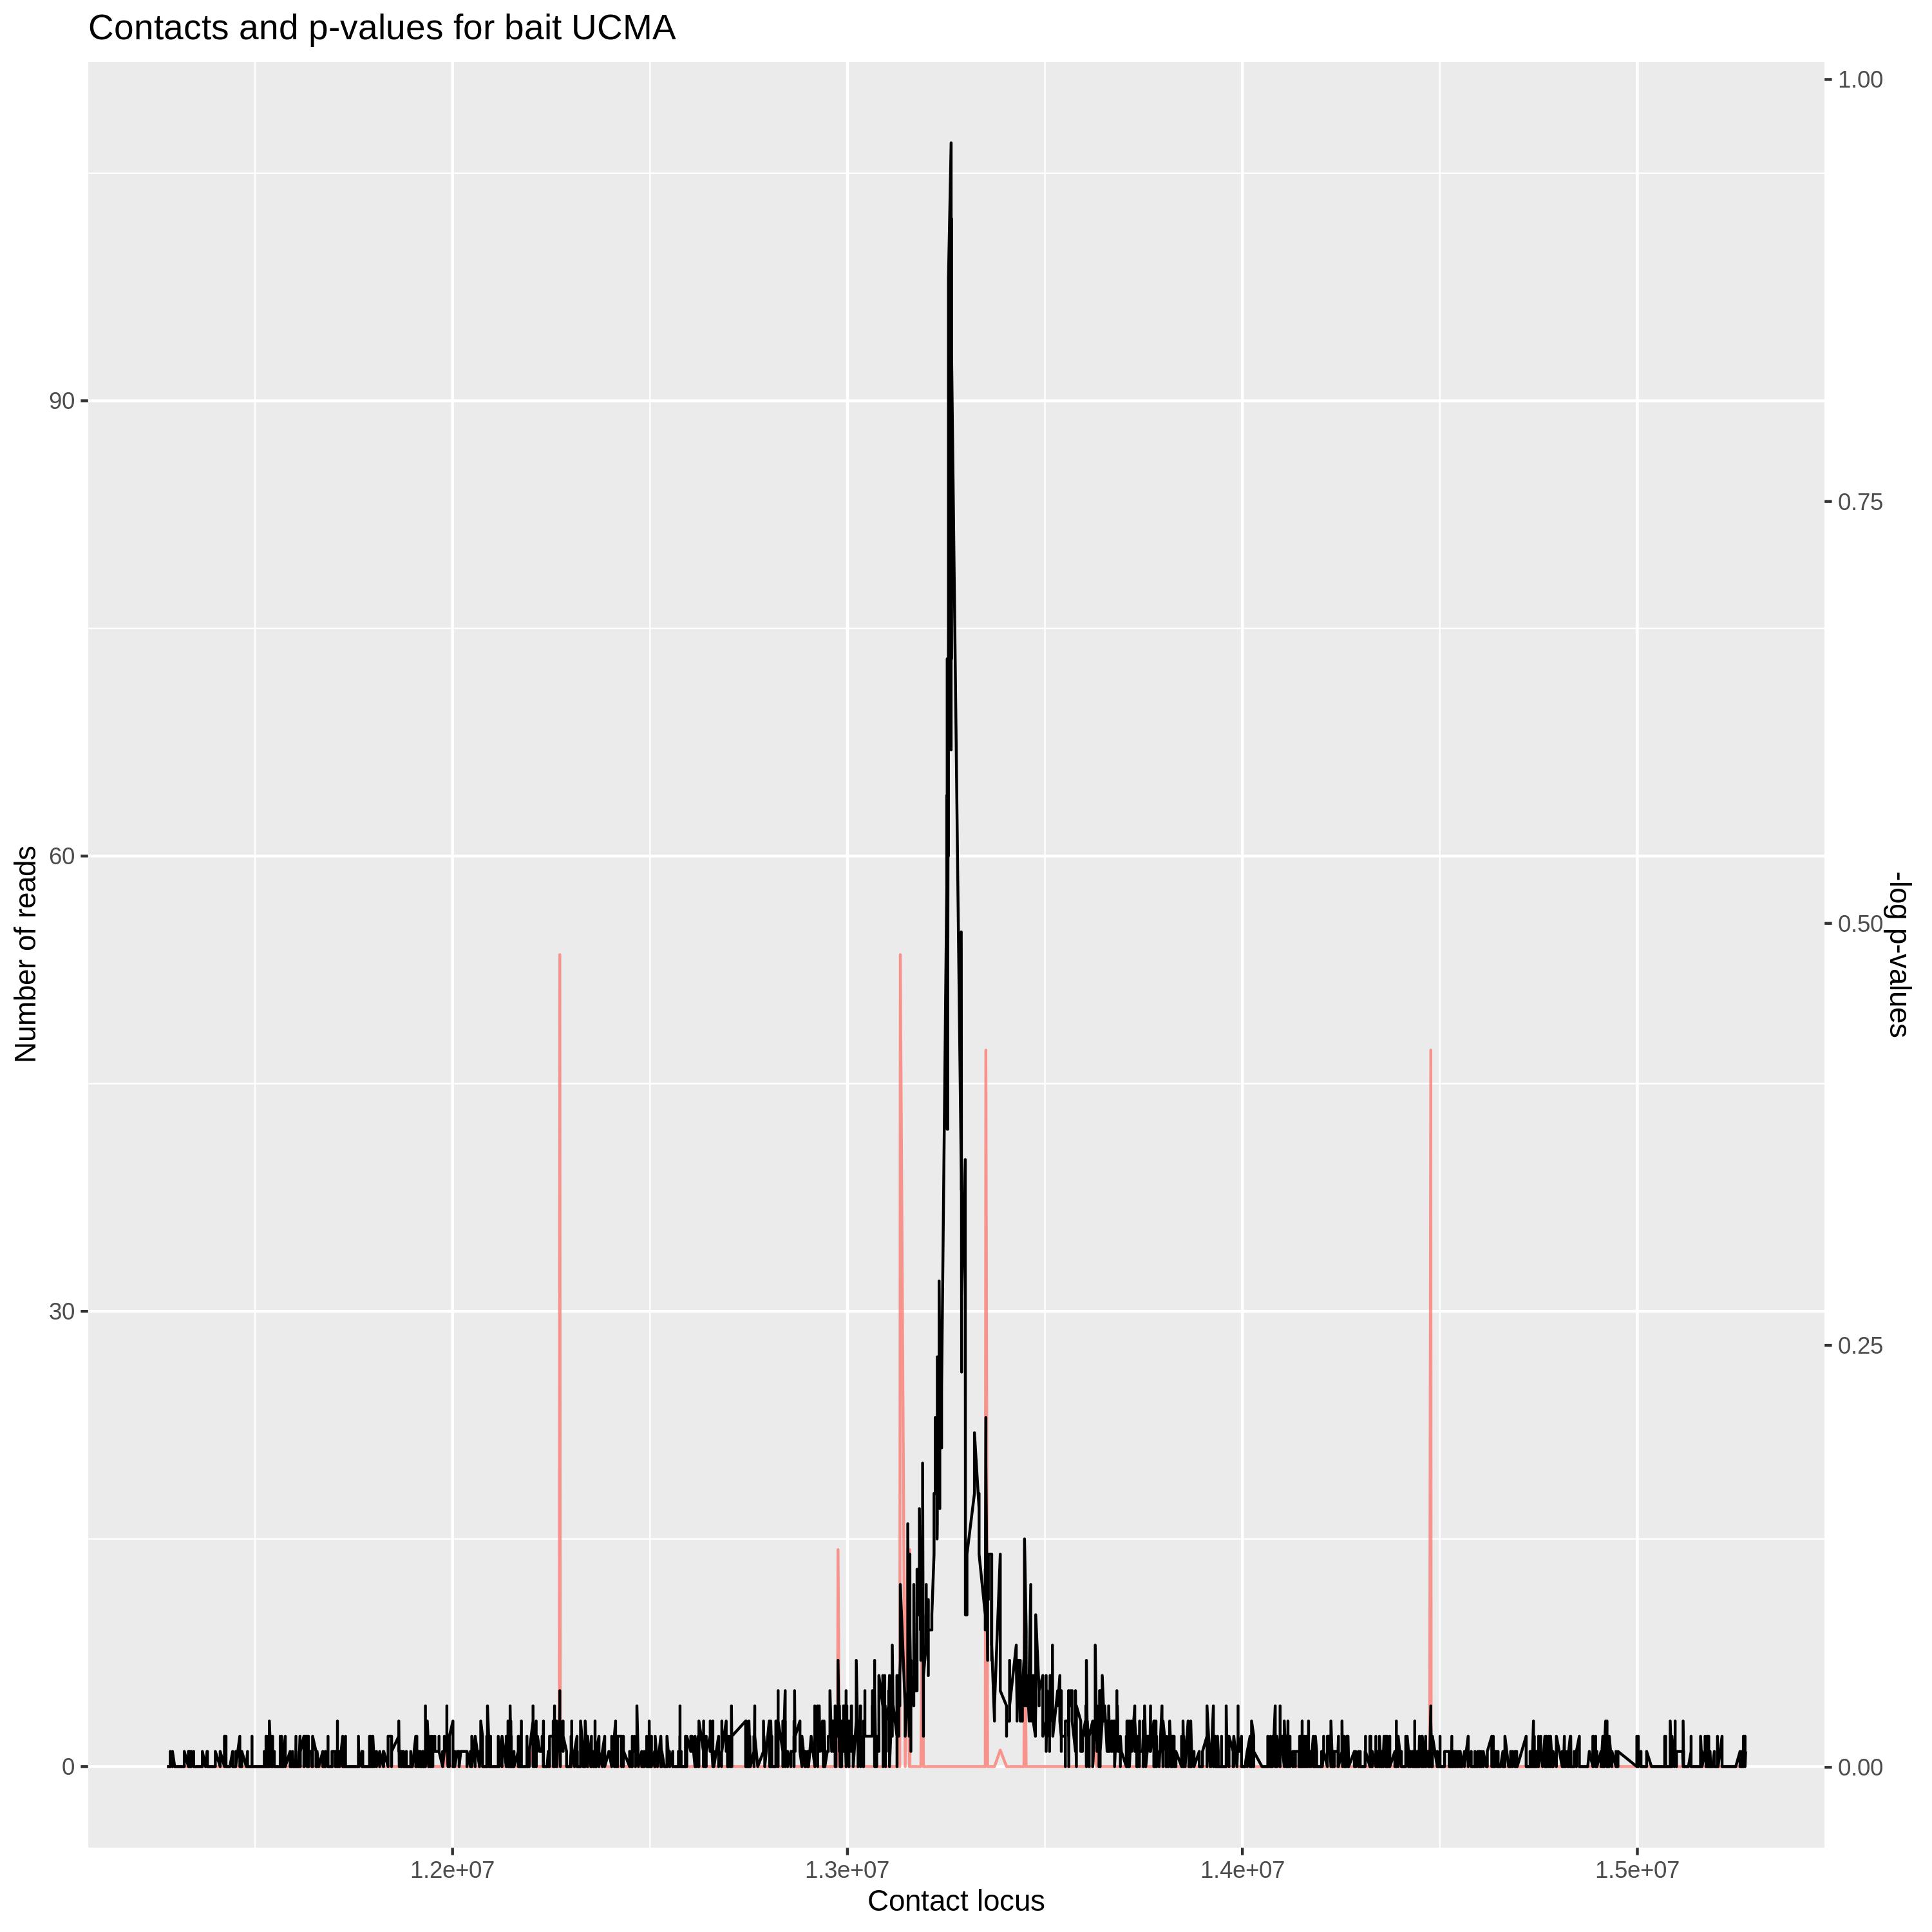 Contacts and p-values for bait UCMA
Number of reads
90
60
30
0
1.00
0.75
0.50
0.25
0.00
-log p-values
1.2e+07
1.3e+07
1.4e+07
1.5e+07
Contact locus